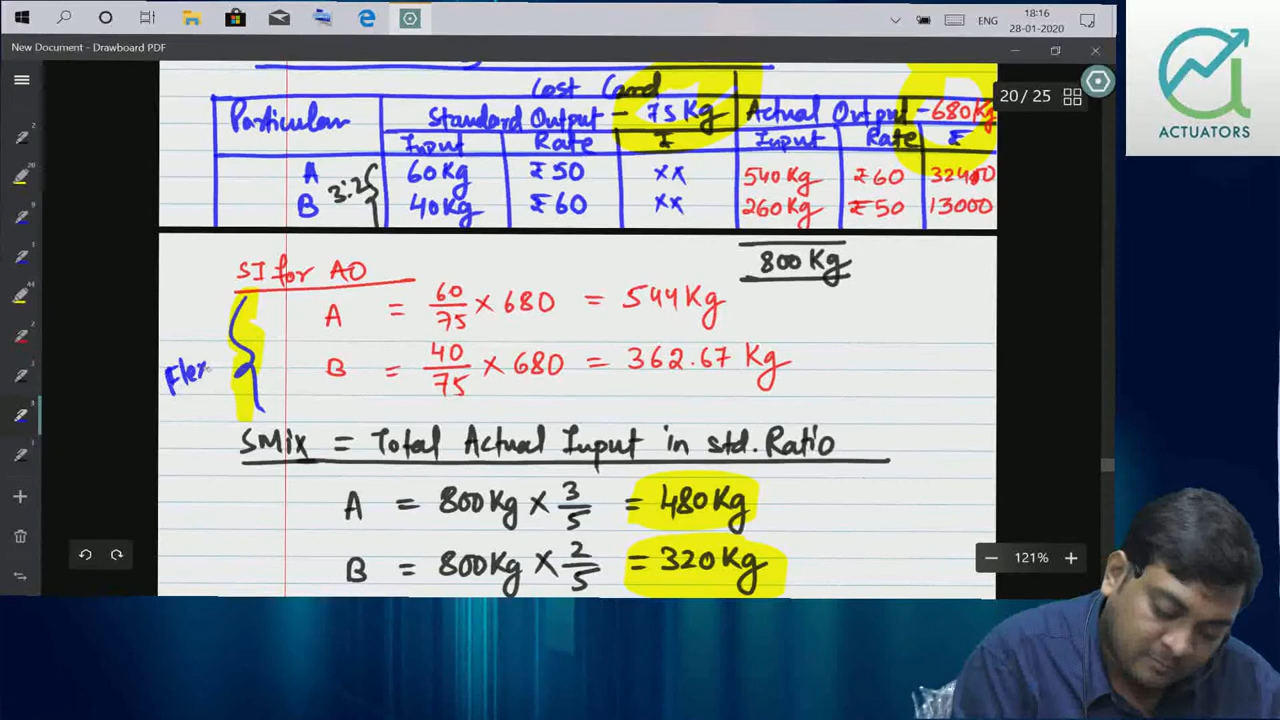 18:16
ENG
28-01-2020
New Document - Drawboard PDF
20 / 25
ACTUATORS
Cost Card
Particular
Standard Output - 75 Kg
Actual Output - 680 Kg
Input Rate ₹ Input Rate ₹
A 60 Kg ₹50 xx 540 Kg ₹60 32400
3:2
B 40 Kg ₹60 xx 260 Kg ₹50 13000
800 Kg
SI for AO
A = 60/75 × 680 = 544 Kg
B = 40/75 × 680 = 362.67 Kg
Flex
SMix = Total Actual Input in std. Ratio
A = 800 Kg × 3/5 = 480 Kg
B = 800 Kg × 2/5 = 320 Kg
121%